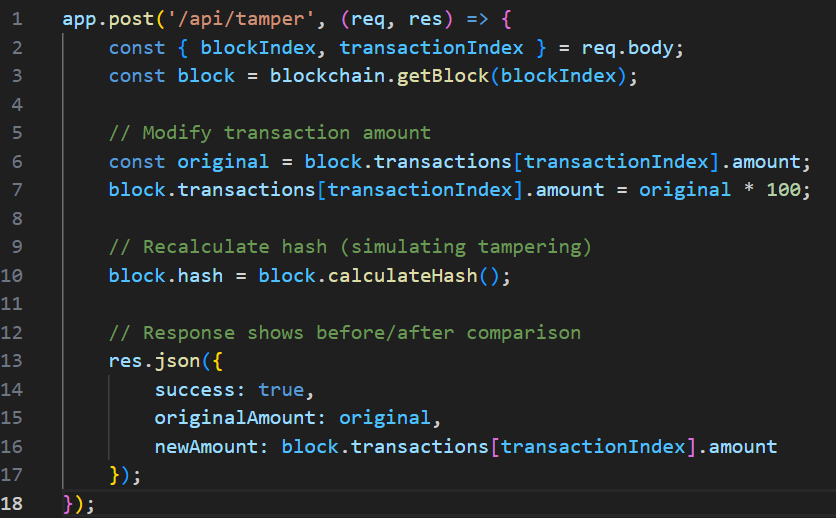 1 app.post('/api/tamper', (req, res) => {
2 const { blockIndex, transactionIndex } = req.body;
3 const block = blockchain.getBlock(blockIndex);
4
5 // Modify transaction amount
6 const original = block.transactions[transactionIndex].amount;
7 block.transactions[transactionIndex].amount = original * 100;
8
9 // Recalculate hash (simulating tampering)
10 block.hash = block.calculateHash();
11
12 // Response shows before/after comparison
13 res.json({
14 success: true,
15 originalAmount: original,
16 newAmount: block.transactions[transactionIndex].amount
17 });
18 });